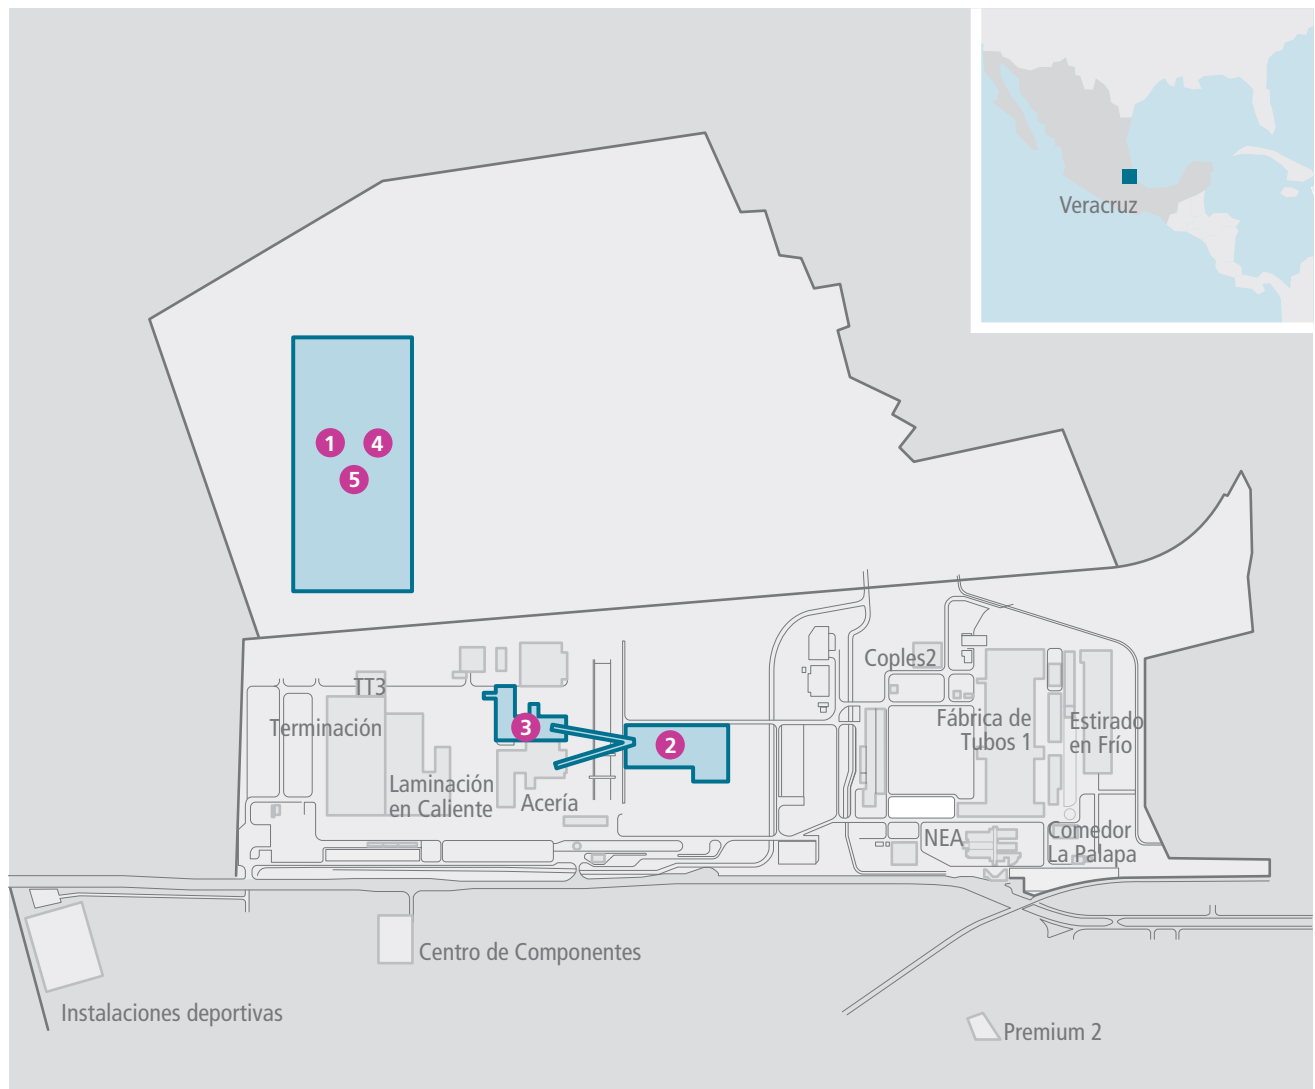 Veracruz
1
4
5
Coples2
TT3
Terminación
3
2
Fábrica de
Tubos 1
Estirado
en Frío
Laminación
en Caliente
Acería
NEA
Comedor
La Palapa
Centro de Componentes
Instalaciones deportivas
Premium 2